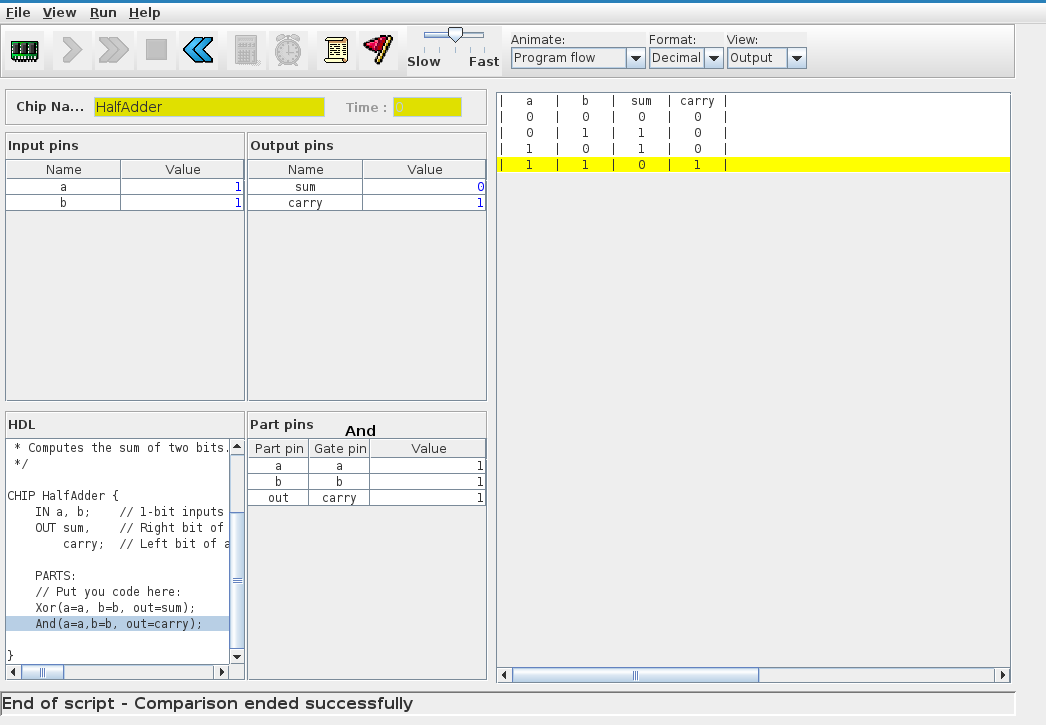 File View Run Help
Slow Fast
Animate: Format: View:
Program flow Decimal Output
Chip Na... HalfAdder Time : 0
Input pins
Name Value
a 1
b 1
Output pins
Name Value
sum 0
carry 1
HDL
* Computes the sum of two bits.
*/
CHIP HalfAdder {
IN a, b; // 1-bit inputs
OUT sum, // Right bit of
carry; // Left bit of a
PARTS:
// Put you code here:
Xor(a=a, b=b, out=sum);
And(a=a,b=b, out=carry);
}
Part pins And
Part pin Gate pin Value
a a 1
b b 1
out carry 1
| a | b | sum | carry |
| 0 | 0 | 0 | 0 |
| 0 | 1 | 1 | 0 |
| 1 | 0 | 1 | 0 |
| 1 | 1 | 0 | 1 |
End of script - Comparison ended successfully